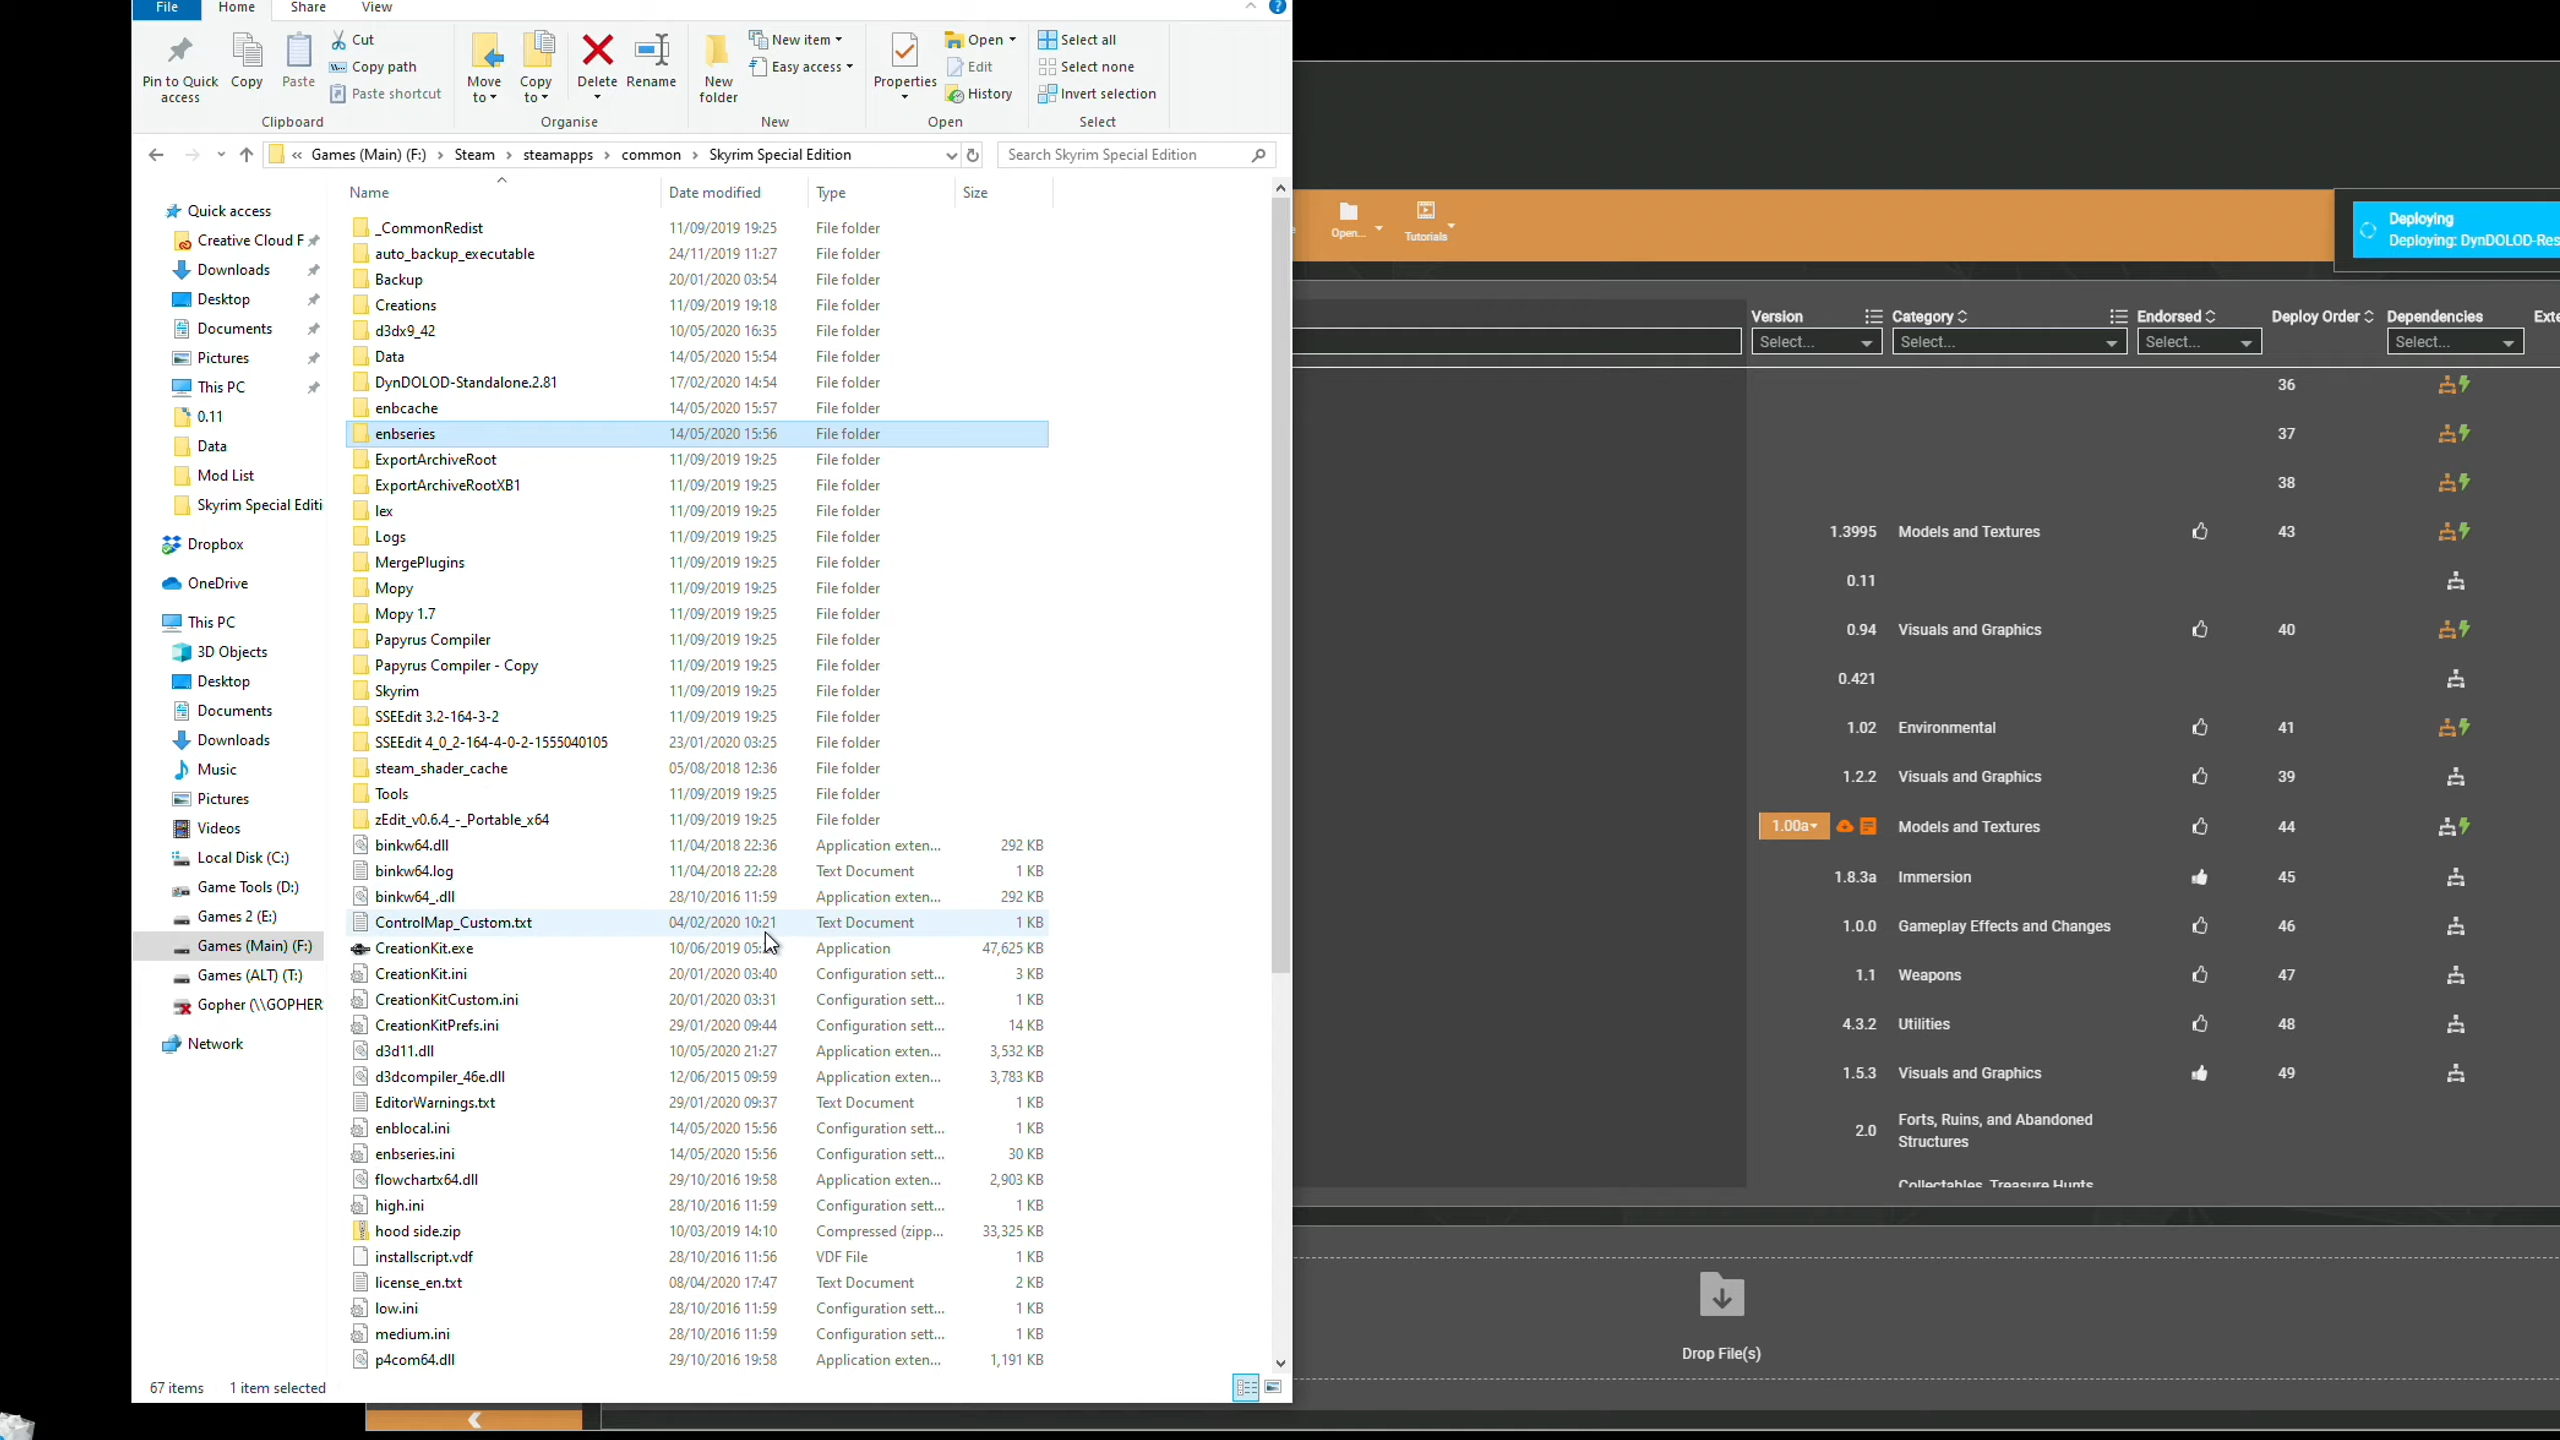 File Home Share View
Pin to Quick access
Copy
Paste
Cut
Copy path
Paste shortcut
Clipboard
Move to
Copy to
Delete
Rename
Organise
New folder
New item
Easy access
New
Properties
Open
Edit
History
Open
Select all
Select none
Invert selection
Select
« Games (Main) (F:) › Steam › steamapps › common › Skyrim Special Edition
Search Skyrim Special Edition
Quick access
Creative Cloud F
Downloads
Desktop
Documents
Pictures
This PC
0.11
Data
Mod List
Skyrim Special Editi
Dropbox
OneDrive
This PC
3D Objects
Desktop
Documents
Downloads
Music
Pictures
Videos
Local Disk (C:)
Game Tools (D:)
Games 2 (E:)
Games (Main) (F:)
Games (ALT) (T:)
Gopher (\\GOPHER
Network
Name Date modified Type Size
_CommonRedist 11/09/2019 19:25 File folder
auto_backup_executable 24/11/2019 11:27 File folder
Backup 20/01/2020 03:54 File folder
Creations 11/09/2019 19:18 File folder
d3dx9_42 10/05/2020 16:35 File folder
Data 14/05/2020 15:54 File folder
DynDOLOD-Standalone.2.81 17/02/2020 14:54 File folder
enbcache 14/05/2020 15:57 File folder
enbseries 14/05/2020 15:56 File folder
ExportArchiveRoot 11/09/2019 19:25 File folder
ExportArchiveRootXB1 11/09/2019 19:25 File folder
lex 11/09/2019 19:25 File folder
Logs 11/09/2019 19:25 File folder
MergePlugins 11/09/2019 19:25 File folder
Mopy 11/09/2019 19:25 File folder
Mopy 1.7 11/09/2019 19:25 File folder
Papyrus Compiler 11/09/2019 19:25 File folder
Papyrus Compiler - Copy 11/09/2019 19:25 File folder
Skyrim 11/09/2019 19:25 File folder
SSEEdit 3.2-164-3-2 11/09/2019 19:25 File folder
SSEEdit 4_0_2-164-4-0-2-1555040105 23/01/2020 03:25 File folder
steam_shader_cache 05/08/2018 12:36 File folder
Tools 11/09/2019 19:25 File folder
zEdit_v0.6.4_-_Portable_x64 11/09/2019 19:25 File folder
binkw64.dll 11/04/2018 22:36 Application exten... 292 KB
binkw64.log 11/04/2018 22:28 Text Document 1 KB
binkw64_.dll 28/10/2016 11:59 Application exten... 292 KB
ControlMap_Custom.txt 04/02/2020 10:21 Text Document 1 KB
CreationKit.exe 10/06/2019 05: Application 47,625 KB
CreationKit.ini 20/01/2020 03:40 Configuration sett... 3 KB
CreationKitCustom.ini 20/01/2020 03:31 Configuration sett... 1 KB
CreationKitPrefs.ini 29/01/2020 09:44 Configuration sett... 14 KB
d3d11.dll 10/05/2020 21:27 Application exten... 3,532 KB
d3dcompiler_46e.dll 12/06/2015 09:59 Application exten... 3,783 KB
EditorWarnings.txt 29/01/2020 09:37 Text Document 1 KB
enblocal.ini 14/05/2020 15:56 Configuration sett... 1 KB
enbseries.ini 14/05/2020 15:56 Configuration sett... 30 KB
flowchartx64.dll 29/10/2016 19:58 Application exten... 2,903 KB
high.ini 28/10/2016 11:59 Configuration sett... 1 KB
hood side.zip 10/03/2019 14:10 Compressed (zipp... 33,325 KB
installscript.vdf 28/10/2016 11:56 VDF File 1 KB
license_en.txt 08/04/2020 17:47 Text Document 2 KB
low.ini 28/10/2016 11:59 Configuration sett... 1 KB
medium.ini 28/10/2016 11:59 Configuration sett... 1 KB
p4com64.dll 29/10/2016 19:58 Application exten... 1,191 KB
67 items 1 item selected
Open... Tutorials
Deploying
Deploying: DynDOLOD-Res
Version Category Endorsed Deploy Order Dependencies Exte
Select... Select... Select... Select...
36
37
38
1.3995 Models and Textures 43
0.11
0.94 Visuals and Graphics 40
0.421
1.02 Environmental 41
1.2.2 Visuals and Graphics 39
1.00a Models and Textures 44
1.8.3a Immersion 45
1.0.0 Gameplay Effects and Changes 46
1.1 Weapons 47
4.3.2 Utilities 48
1.5.3 Visuals and Graphics 49
2.0 Forts, Ruins, and Abandoned
Structures
Collectables, Treasure Hunts
Drop File(s)